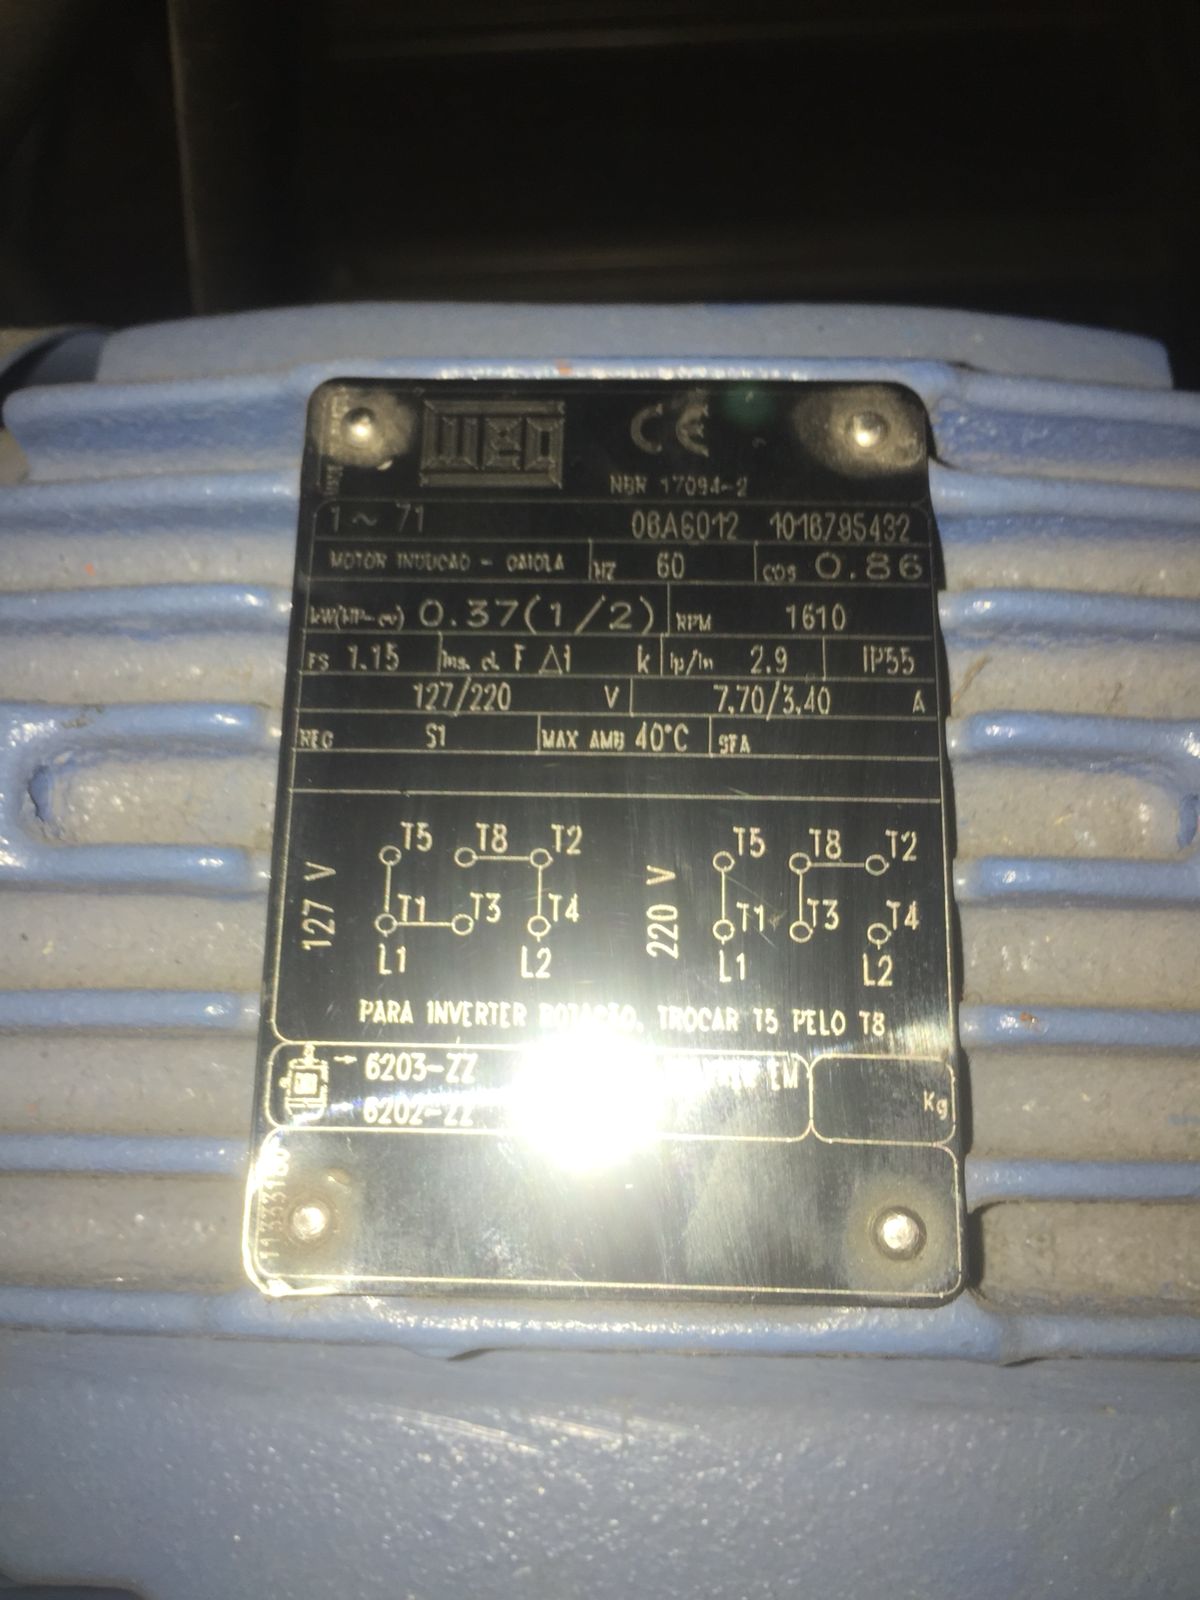 WEG
CE
NBR 17094-2
1 ~ 71 06A6012 1016795432
MOTOR INDUCAO - GAIOLA Hz 60 COS 0.86
kW(HP-cv) 0.37(1/2) RPM 1610
FS 1.15 Ins. cl. F Δt k Ip/In 2.9 IP55
127/220 V 7.70/3.40 A
REG S1 MAX AMB 40°C SFA
127 V
T5 T8 T2
T1 T3 T4
L1 L2
220 V
T5 T8 T2
T1 T3 T4
L1 L2
PARA INVERTER ROTAÇÃO, TROCAR T5 PELO T8
→ 6203-ZZ EM
→ 6202-ZZ
Kg